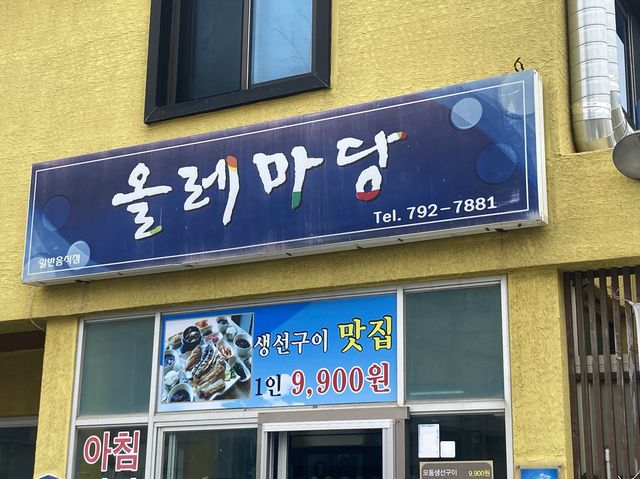 올레마당
Tel. 792-7881
일반음식점
생선구이 맛집
1인 9,900원
아침
모둠생선구이 9,900원